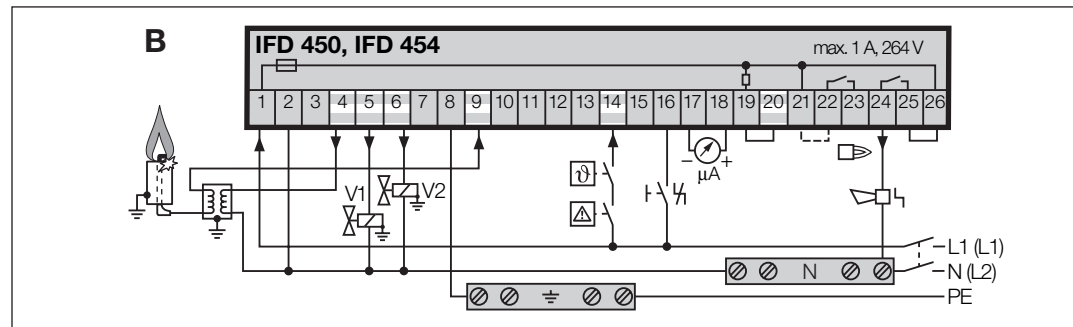 B
IFD 450, IFD 454
max. 1 A, 264 V
1 2 3 4 5 6 7 8 9 10 11 12 13 14 15 16 17 18 19 20 21 22 23 24 25 26
− +
μA
ϑ
V1
V2
L1 (L1)
N
N (L2)
PE